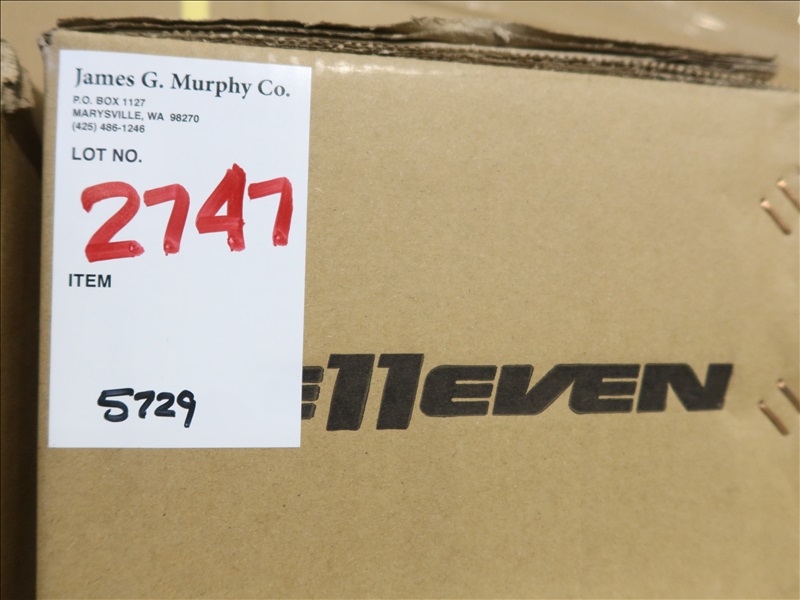 James G. Murphy Co.
P.O. BOX 1127
MARYSVILLE, WA 98270
(425) 486-1246
LOT NO.
2747
ITEM
5729
E11EVEN